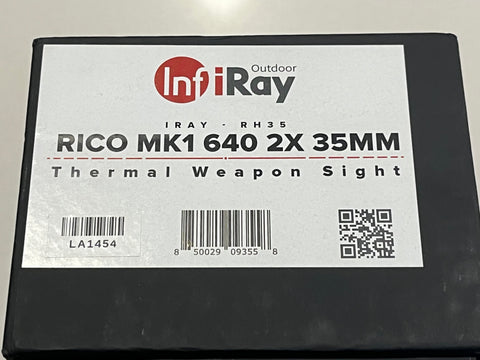 Outdoor
InfiRay
IRAY - RH35
RICO MK1 640 2X 35MM
Thermal Weapon Sight
LA1454
8 50029 09355 8